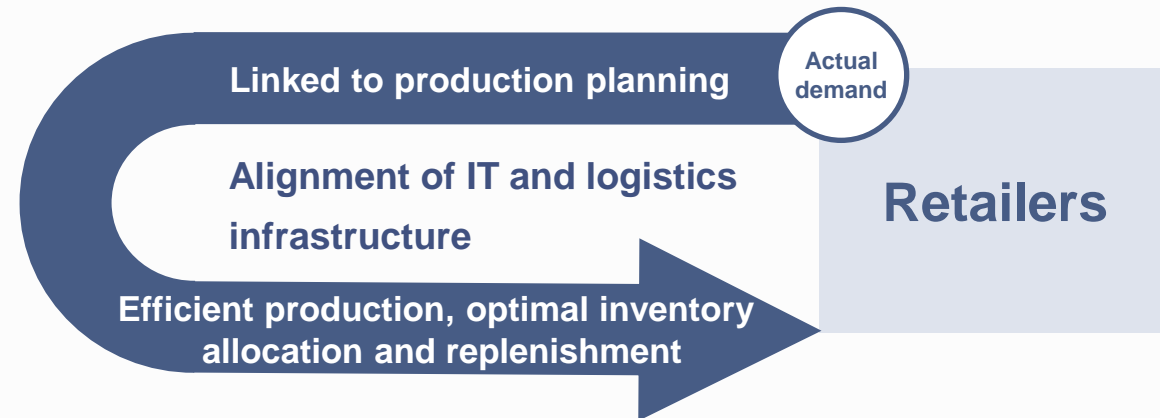 Linked to production planning
Actual
demand
Alignment of IT and logistics
infrastructure
Retailers
Efficient production, optimal inventory
allocation and replenishment